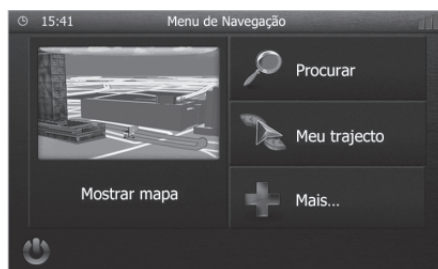 15:41 Menu de Navegação
Procurar
Meu trajecto
Mostrar mapa
Mais...